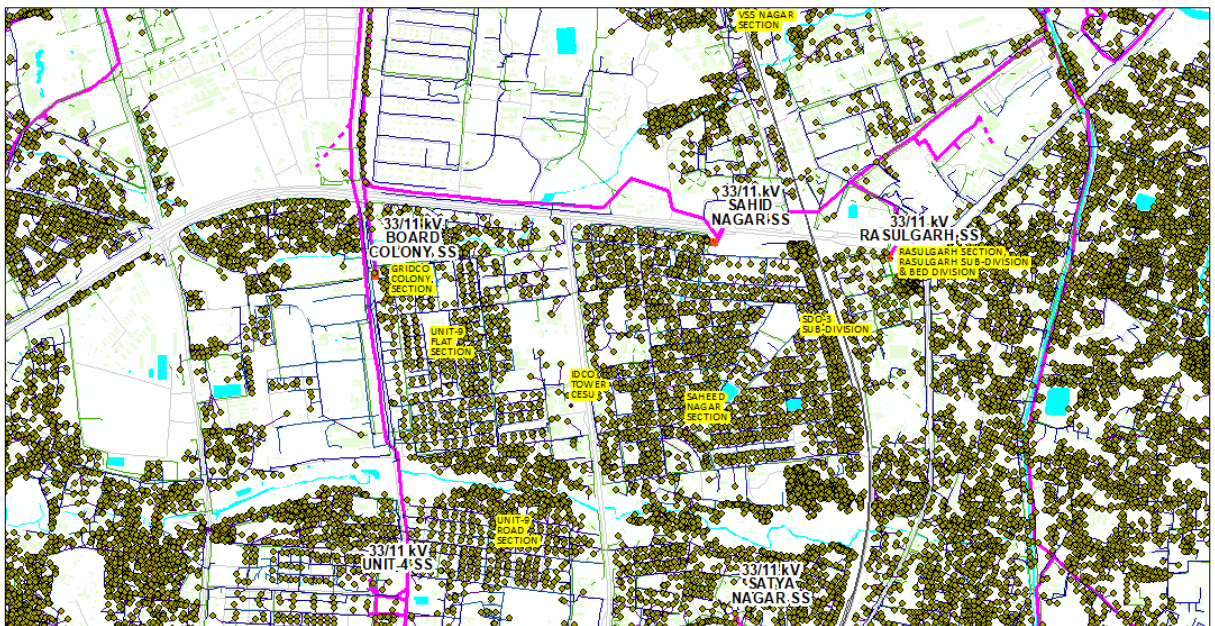 VSS NAGAR
SECTION
33/11 kV
SAHID
NAGAR SS
33/11 kV
BOARD
COLONY SS
33/11 kV
RASULGARH SS
RASULGARH SECTION,
RASULGARH SUB-DIVISION
& BED DIVISION
GRIDCO
COLONY
SECTION
UNIT-9
FLAT
SECTION
SDO-3
SUB-DIVISION
IDCO
TOWER
CESU
SAHEED
NAGAR
SECTION
UNIT-9
ROAD
SECTION
33/11 kV
UNIT-4 SS
33/11 kV
SATYA
NAGAR SS